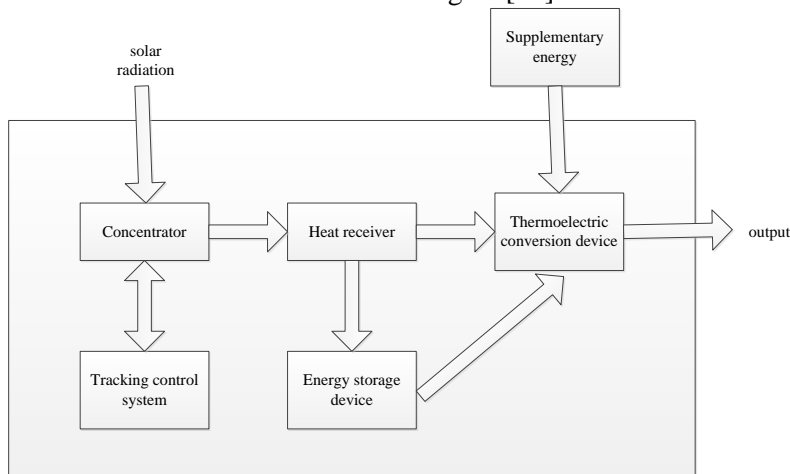 solar
radiation
Supplementary
energy
Concentrator
Heat receiver
Thermoelectric
conversion device
output
Tracking control
system
Energy storage
device